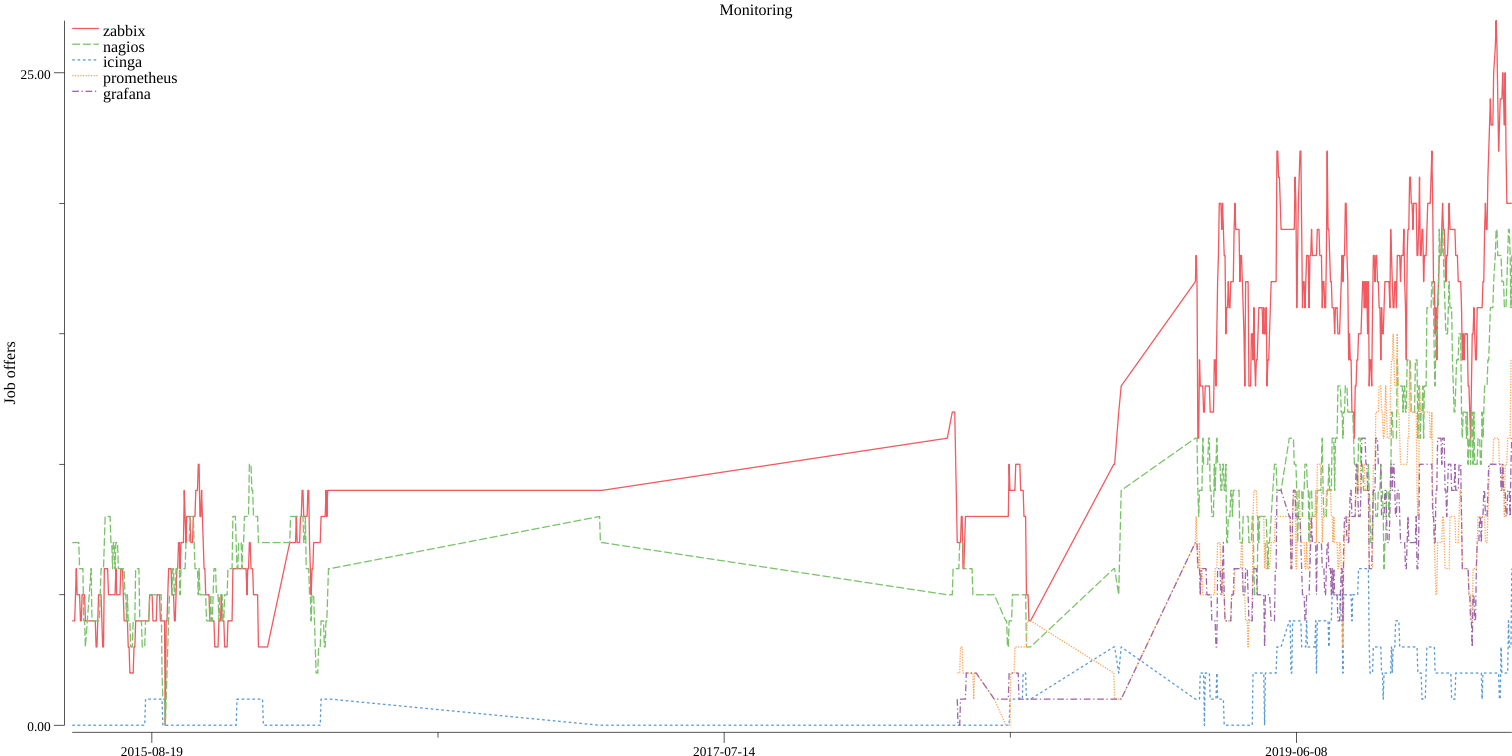 Monitoring
zabbix
nagios
icinga
prometheus
grafana
25.00
Job offers
0.00
2015-08-19
2017-07-14
2019-06-08